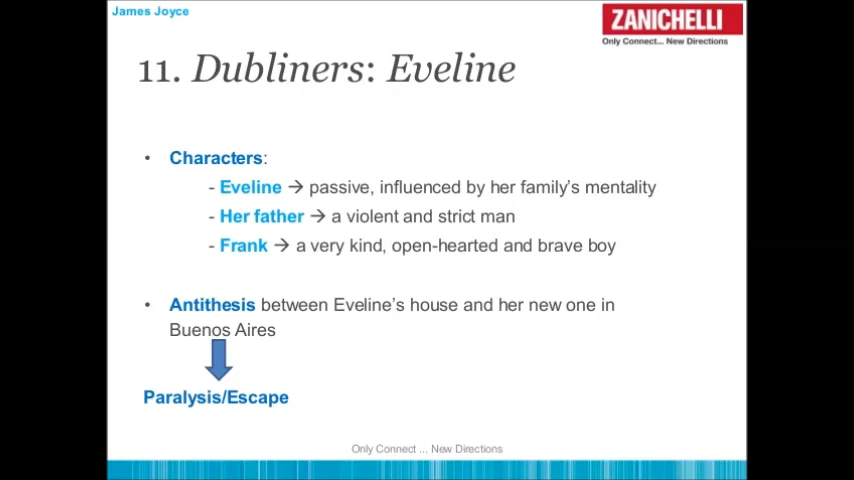 James Joyce
ZANICHELLI
Only Connect... New Directions
11. Dubliners: Eveline
• Characters:
- Eveline → passive, influenced by her family's mentality
- Her father → a violent and strict man
- Frank → a very kind, open-hearted and brave boy
• Antithesis between Eveline's house and her new one in
Buenos Aires
Paralysis/Escape
Only Connect ... New Directions